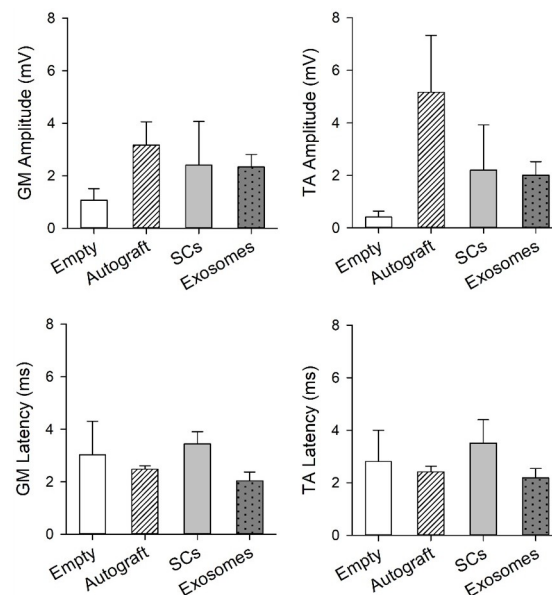 GM Amplitude (mV)
8
6
4
2
0
Empty
Autograft
SCs
Exosomes
TA Amplitude (mV)
8
6
4
2
0
Empty
Autograft
SCs
Exosomes
GM Latency (ms)
8
6
4
2
0
Empty
Autograft
SCs
Exosomes
TA Latency (ms)
8
6
4
2
0
Empty
Autograft
SCs
Exosomes